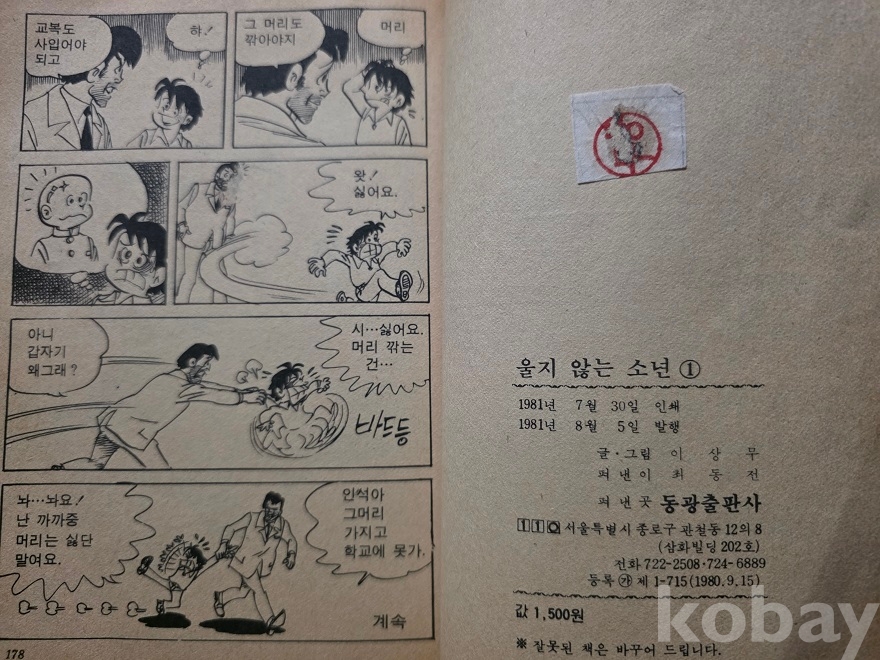 교복도
사입어야
되고
햐!
그 머리도
깎아야지
머리
왓!
싫어요.
아니
갑자기
왜그래?
시…싫어요.
머리 깎는
건…
바드등
놔…놔요!
난 까까중
머리는 싫단
말여요.
인석아
그머리
가지고
학교에 못가.
계속
178
울지 않는 소년 ①
1981년 7월 30일 인쇄
1981년 8월 5일 발행
글·그림 이상무
펴낸이 최동전
펴낸곳 동광출판사
110 서울특별시 종로구 관철동 12의 8
(삼화빌딩 202호)
전화 722-2508·724-6889
등록 ㉮ 제 1-715 (1980.9.15)
값 1,500원
※ 잘못된 책은 바꾸어 드립니다.
kobay